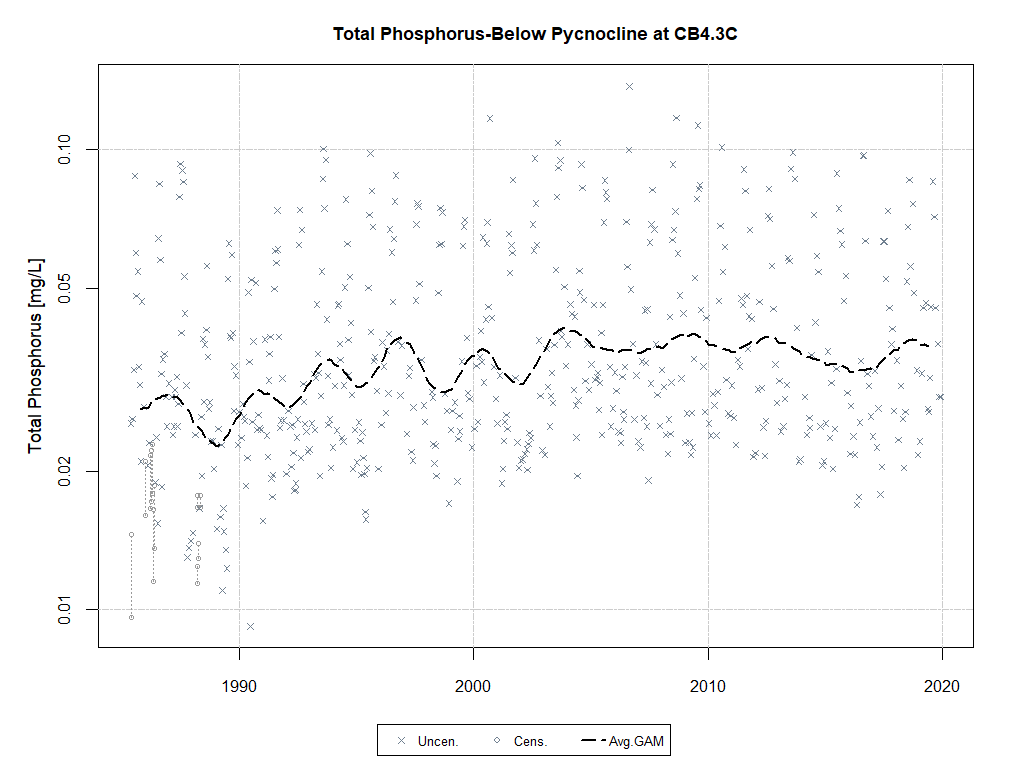 Total Phosphorus-Below Pycnocline at CB4.3C
Total Phosphorus [mg/L]
0.10
0.05
0.02
0.01
1990 2000 2010 2020
Uncen. Cens. Avg.GAM